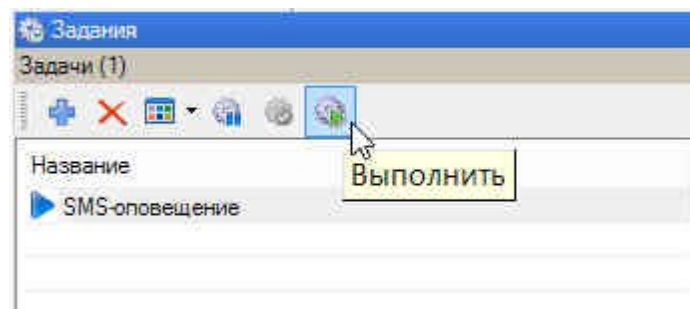 Задания
Задачи (1)
Выполнить
Название
SMS-оповещение